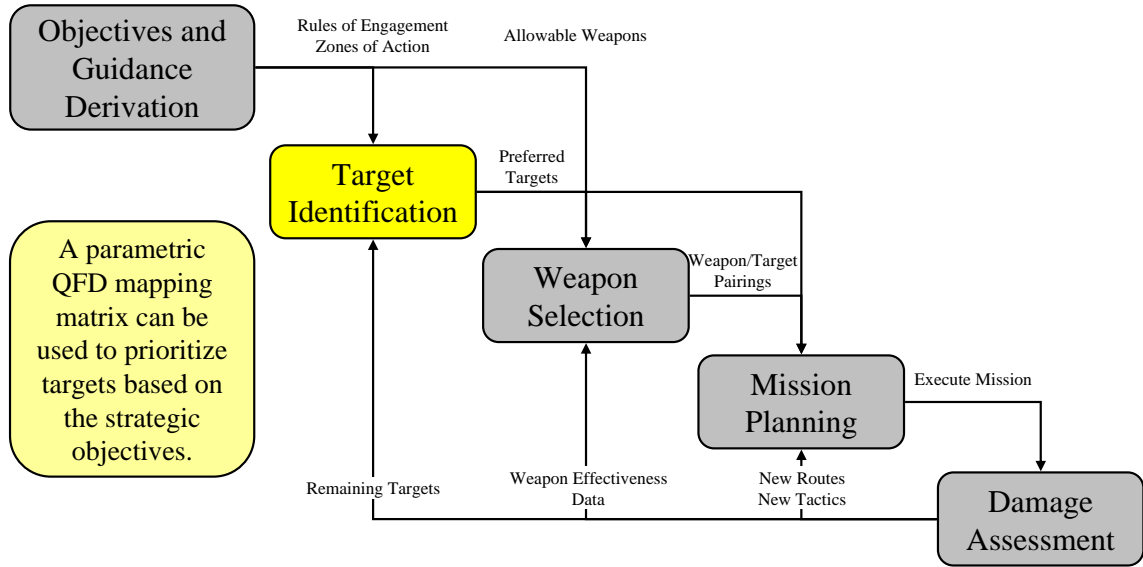 Objectives and
Guidance
Derivation
Rules of Engagement
Zones of Action
Allowable Weapons
Target
Identification
Preferred
Targets
A parametric
QFD mapping
matrix can be
used to prioritize
targets based on
the strategic
objectives.
Weapon
Selection
Weapon/Target
Pairings
Mission
Planning
Execute Mission
Remaining Targets
Weapon Effectiveness
Data
New Routes
New Tactics
Damage
Assessment